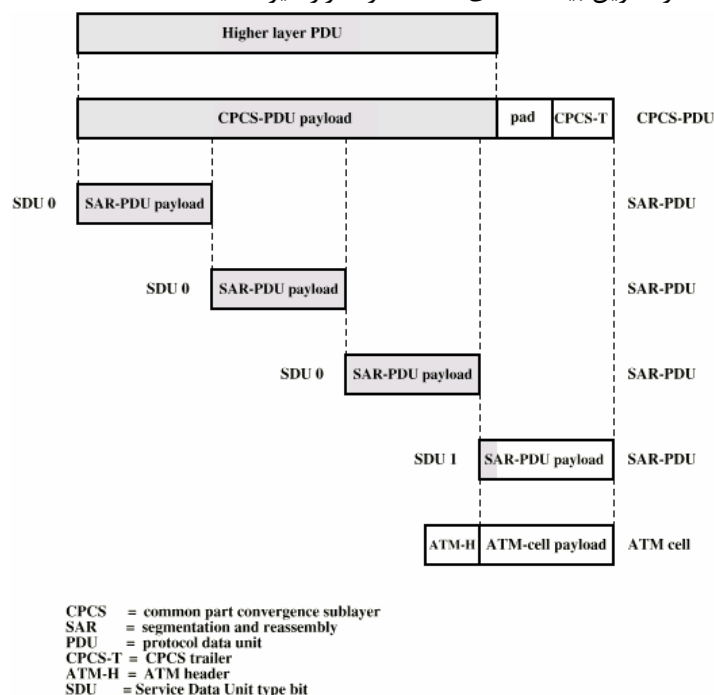 Higher layer PDU
CPCS-PDU payload pad CPCS-T CPCS-PDU
SDU 0 SAR-PDU payload SAR-PDU
SDU 0 SAR-PDU payload SAR-PDU
SDU 0 SAR-PDU payload SAR-PDU
SDU 1 SAR-PDU payload SAR-PDU
ATM-H ATM-cell payload ATM cell
CPCS = common part convergence sublayer
SAR = segmentation and reassembly
PDU = protocol data unit
CPCS-T = CPCS trailer
ATM-H = ATM header
SDU = Service Data Unit type bit